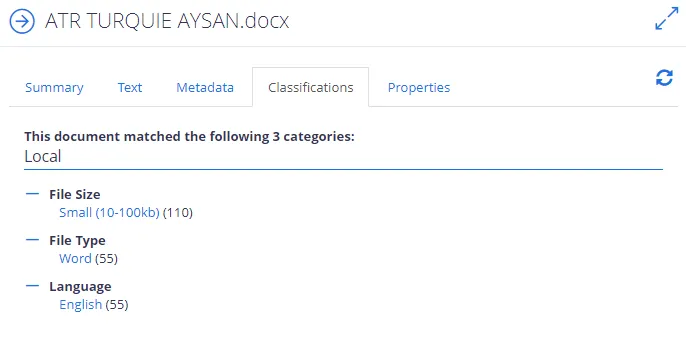 ATR TURQUIE AYSAN.docx
Summary Text Metadata Classifications Properties
This document matched the following 3 categories:
Local
File Size
Small (10-100kb) (110)
File Type
Word (55)
Language
English (55)